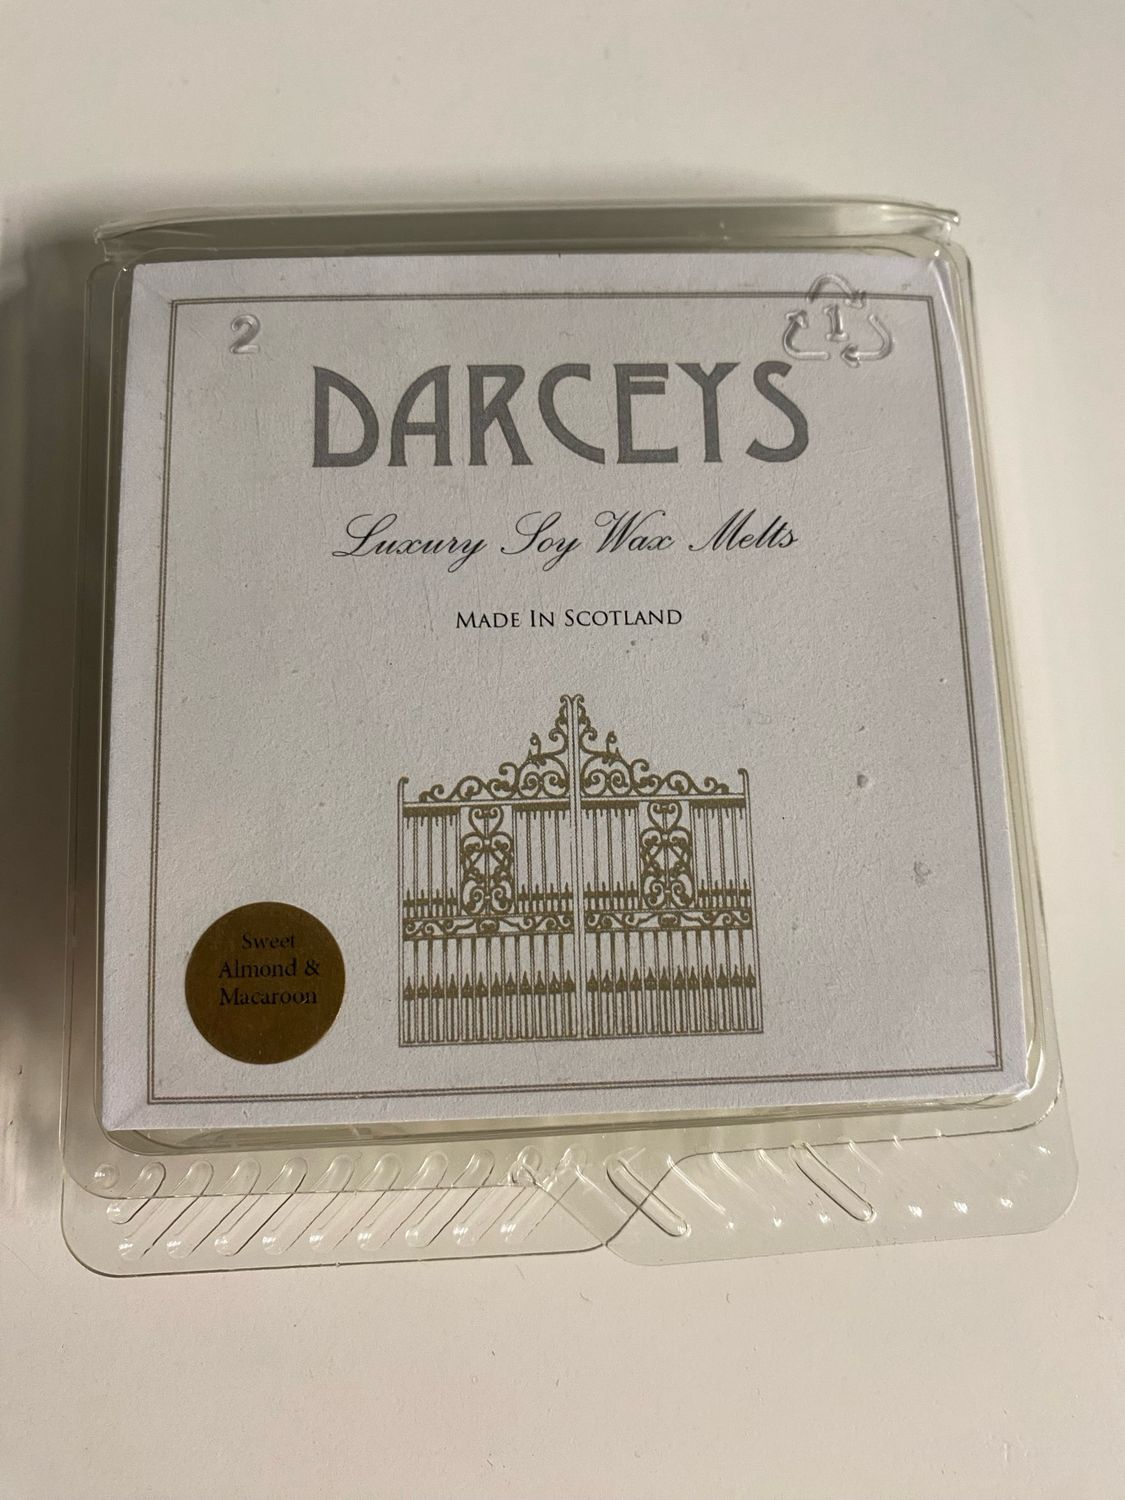 2
1
DARCEYS
Luxury Soy Wax Melts
MADE IN SCOTLAND
Sweet
Almond &
Macaroon